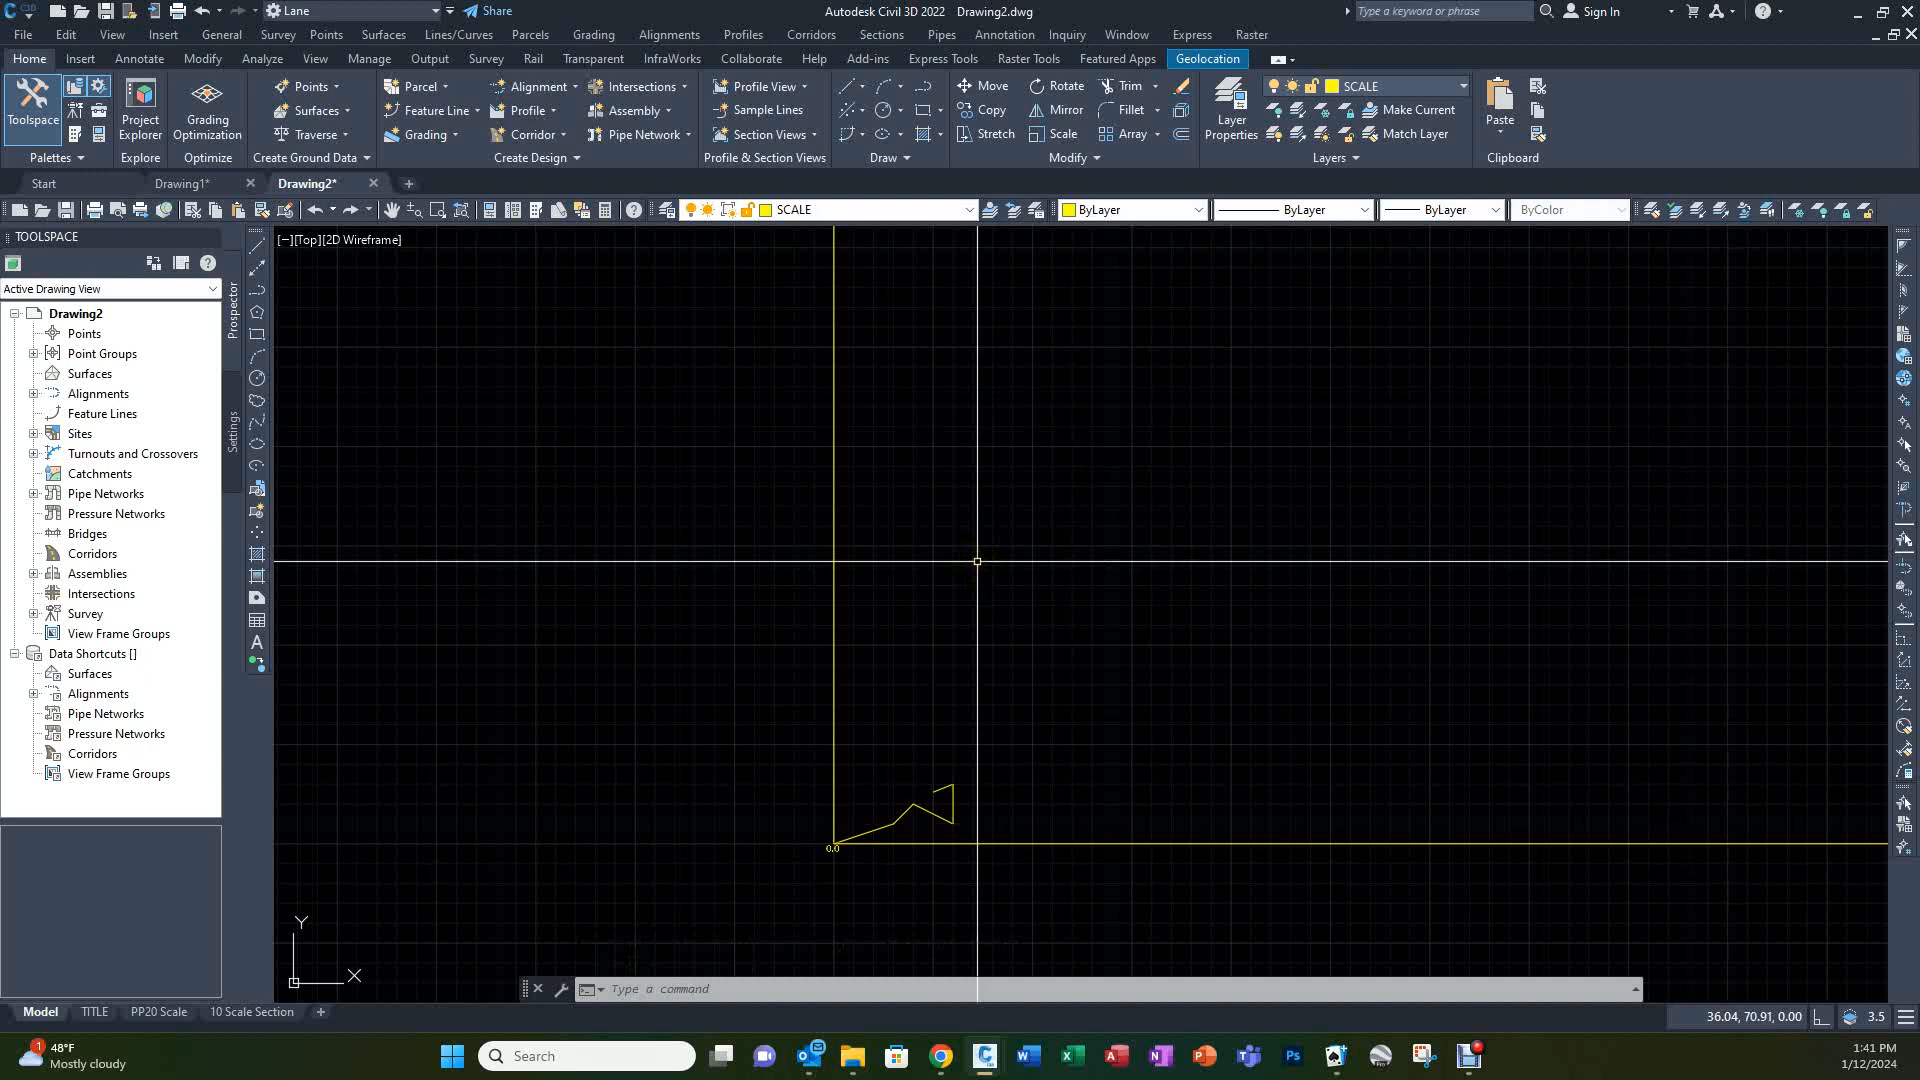 C3D Lane Share Autodesk Civil 3D 2022 Drawing2.dwg Type a keyword or phrase Sign In
File Edit View Insert General Survey Points Surfaces Lines/Curves Parcels Grading Alignments Profiles Corridors Sections Pipes Annotation Inquiry Window Express Raster
Home Insert Annotate Modify Analyze View Manage Output Survey Rail Transparent InfraWorks Collaborate Help Add-ins Express Tools Raster Tools Featured Apps Geolocation
Points Parcel Alignment Intersections Profile View Move Rotate Trim SCALE
Toolspace Project Explorer Grading Optimization Surfaces Feature Line Profile Assembly Sample Lines Copy Mirror Fillet Layer Properties Make Current Paste
Traverse Grading Corridor Pipe Network Section Views Stretch Scale Array Match Layer
Palettes Explore Optimize Create Ground Data Create Design Profile & Section Views Draw Modify Layers Clipboard
Start Drawing1* Drawing2*
SCALE ByLayer ByLayer ByLayer ByColor
TOOLSPACE
[−][Top][2D Wireframe]
Active Drawing View
Prospector
Settings
Drawing2
Points
Point Groups
Surfaces
Alignments
Feature Lines
Sites
Turnouts and Crossovers
Catchments
Pipe Networks
Pressure Networks
Bridges
Corridors
Assemblies
Intersections
Survey
View Frame Groups
Data Shortcuts []
Surfaces
Alignments
Pipe Networks
Pressure Networks
Corridors
View Frame Groups
0.0
Y
X
Type a command
Model TITLE PP20 Scale 10 Scale Section
36.04, 70.91, 0.00 3.5
1 48°F
Mostly cloudy
Search
1:41 PM
1/12/2024